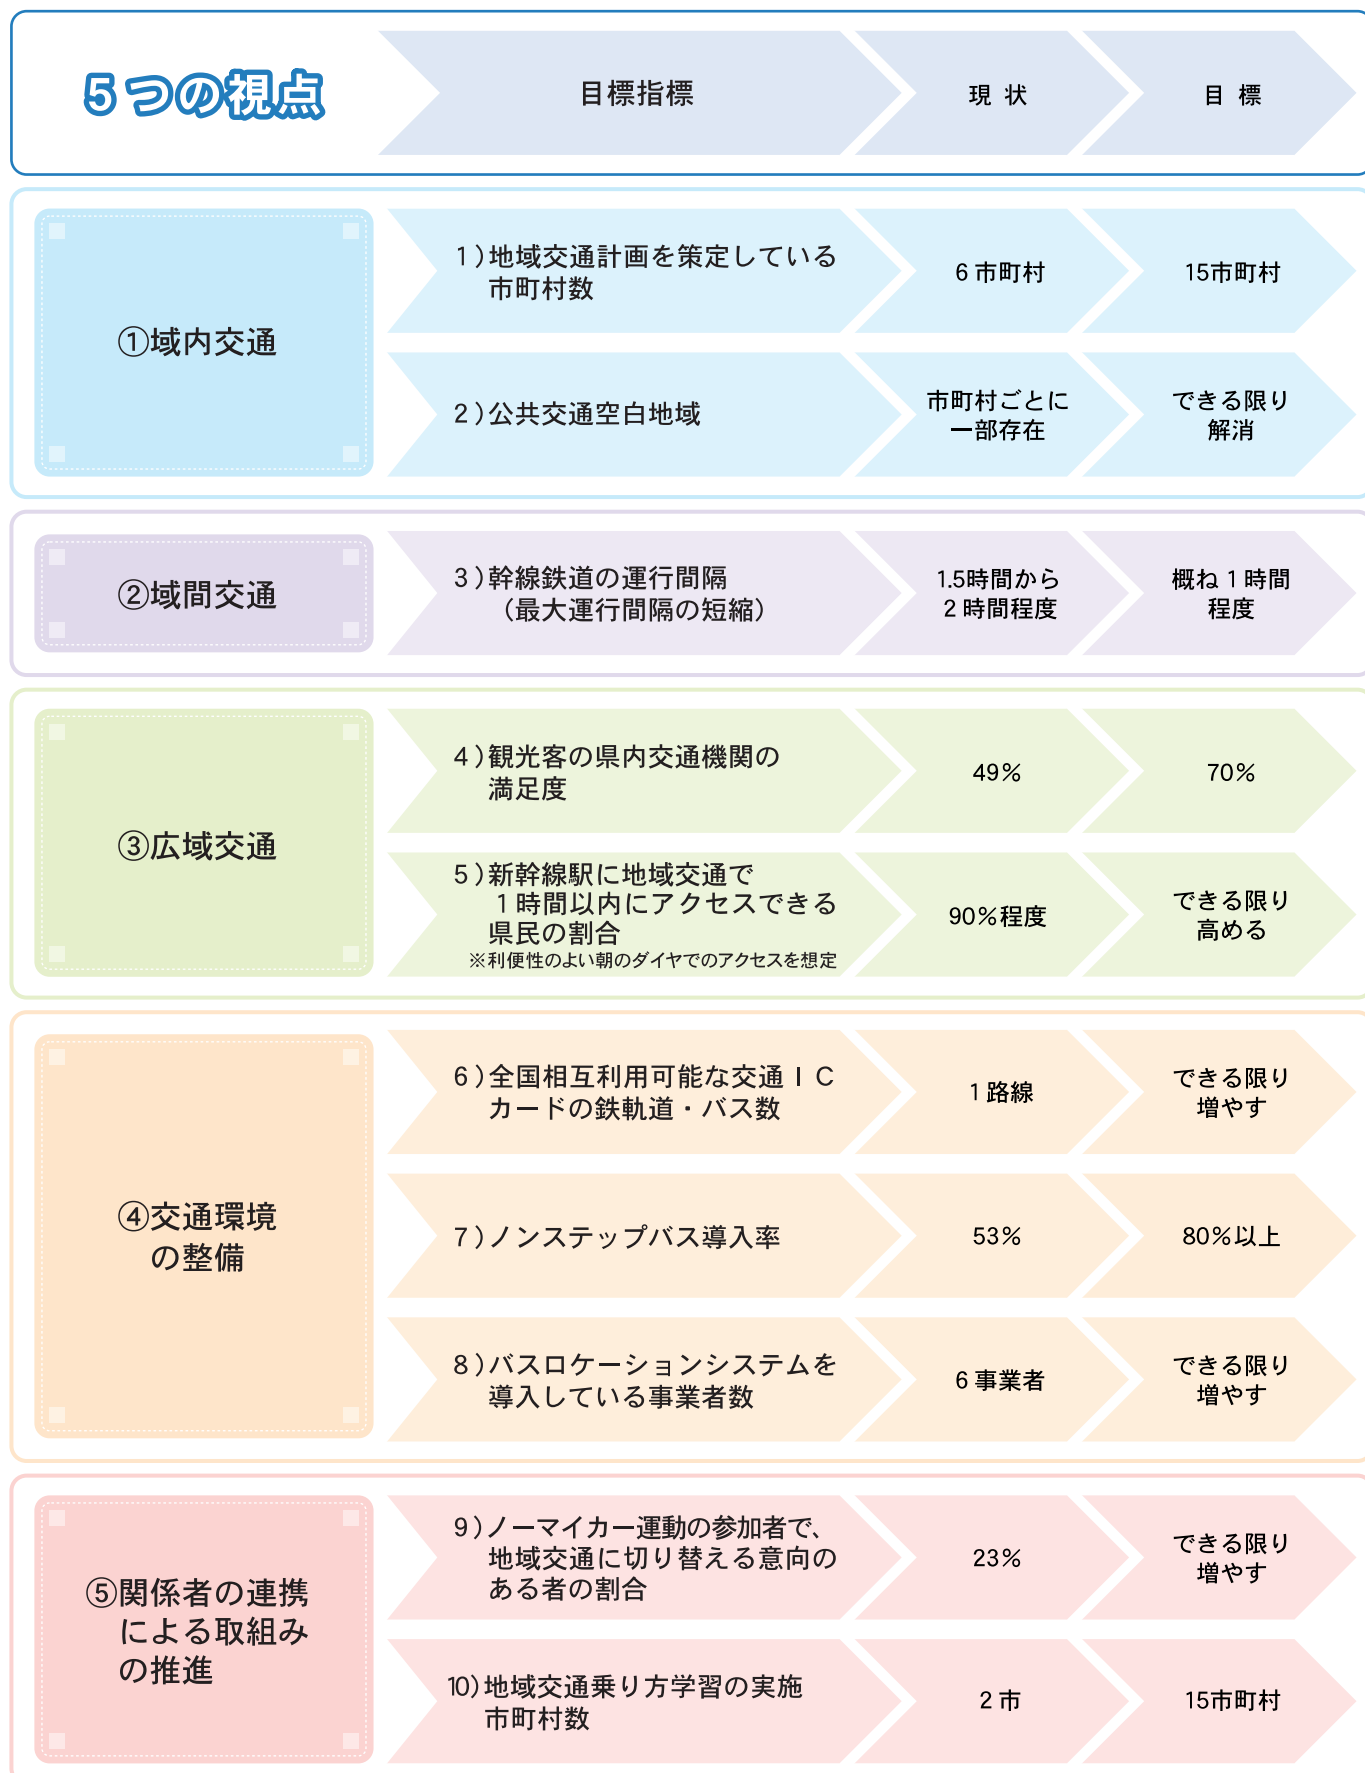 5つの視点
目標指標
現 状
目 標
①域内交通
1）地域交通計画を策定している
市町村数
6市町村
15市町村
2）公共交通空白地域
市町村ごとに
一部存在
できる限り
解消
②域間交通
3）幹線鉄道の運行間隔
（最大運行間隔の短縮）
1.5時間から
2時間程度
概ね1時間
程度
③広域交通
4）観光客の県内交通機関の
満足度
49%
70%
5）新幹線駅に地域交通で
1時間以内にアクセスできる
県民の割合
※利便性のよい朝のダイヤでのアクセスを想定
90%程度
できる限り
高める
④交通環境
の整備
6）全国相互利用可能な交通ＩＣ
カードの鉄軌道・バス数
1路線
できる限り
増やす
7）ノンステップバス導入率
53%
80%以上
8）バスロケーションシステムを
導入している事業者数
6事業者
できる限り
増やす
⑤関係者の連携
による取組み
の推進
9）ノーマイカー運動の参加者で、
地域交通に切り替える意向の
ある者の割合
23%
できる限り
増やす
10）地域交通乗り方学習の実施
市町村数
2市
15市町村